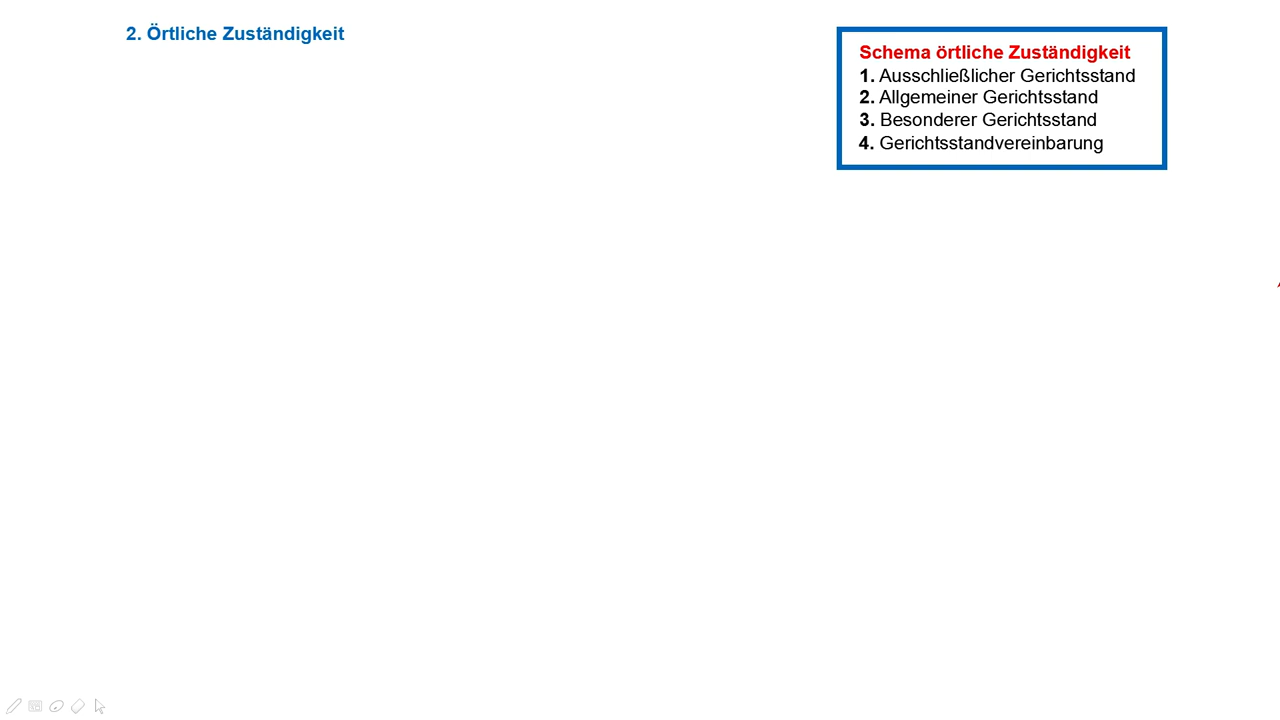 2. Örtliche Zuständigkeit
Schema örtliche Zuständigkeit
1. Ausschließlicher Gerichtsstand
2. Allgemeiner Gerichtsstand
3. Besonderer Gerichtsstand
4. Gerichtsstandvereinbarung